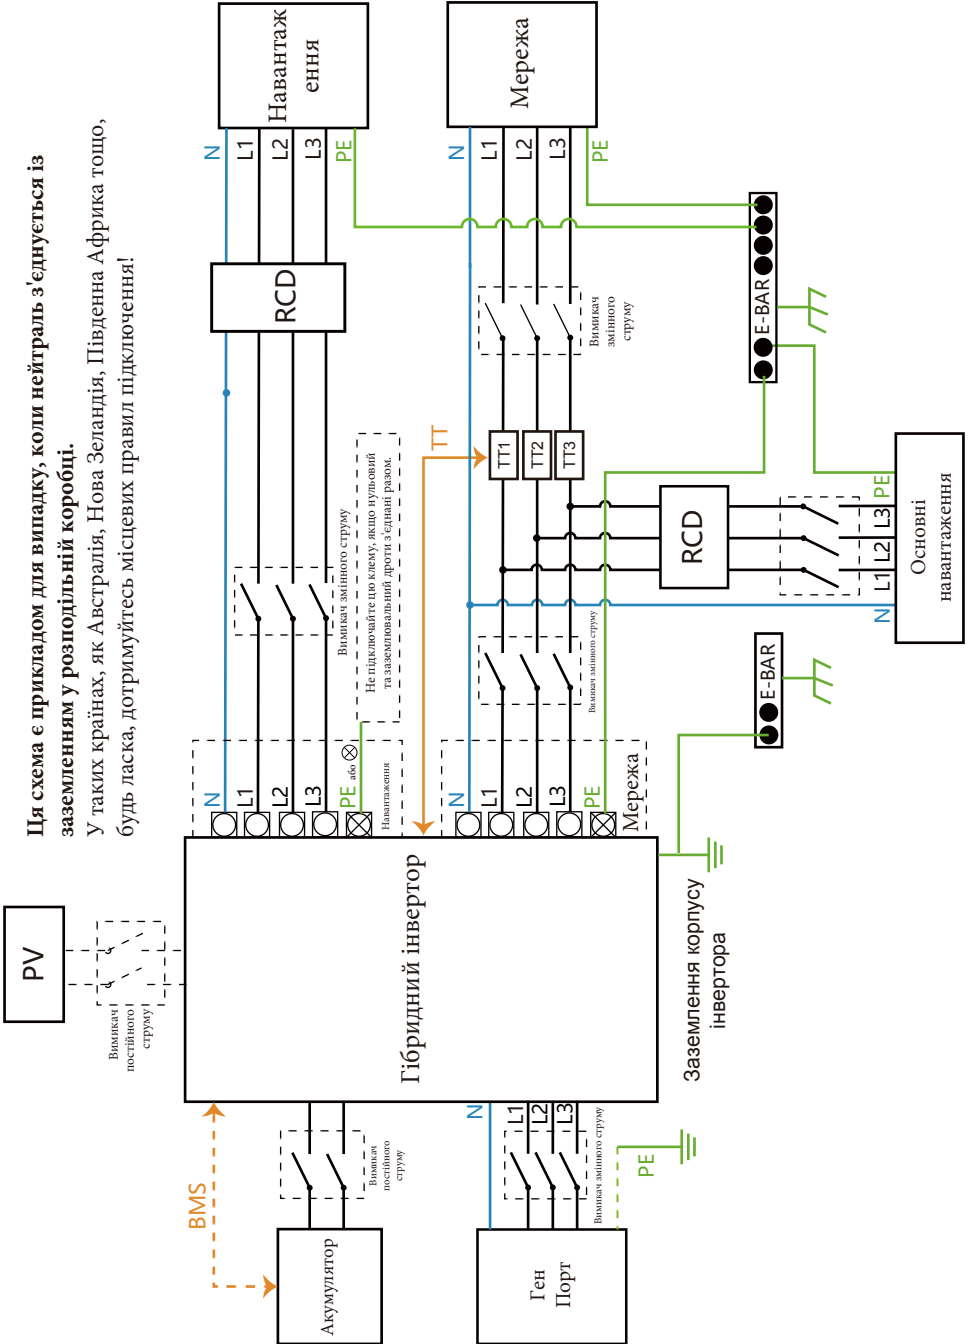 Ця схема є прикладом для випадку, коли нейтраль з'єднується із
заземленням у розподільній коробці.
У таких країнах, як Австралія, Нова Зеландія, Південна Африка тощо,
будь ласка, дотримуйтесь місцевих правил підключення!
PV
Вимикач
постійного
струму
BMS
Акумулятор
Вимикач
постійного
струму
Гібридний інвертор
N
L1
L2
L3
PE
або
Навантаження
Вимикач змінного струму
Не підключайте цю клему, якщо нульовий
та заземлювальний дроти з'єднані разом.
RCD
N
L1
L2
L3
PE
Навантаж
ення
TT
N
L1
L2
L3
PE
Мережа
Вимикач змінного струму
TT1
TT2
TT3
Вимикач
змінного
струму
N
L1
L2
L3
PE
Мережа
RCD
N
L1
L2
L3
PE
Основні
навантаження
E-BAR
E-BAR
Заземлення корпусу
інвертора
N
L1
L2
L3
Вимикач змінного струму
PE
Ген
Порт